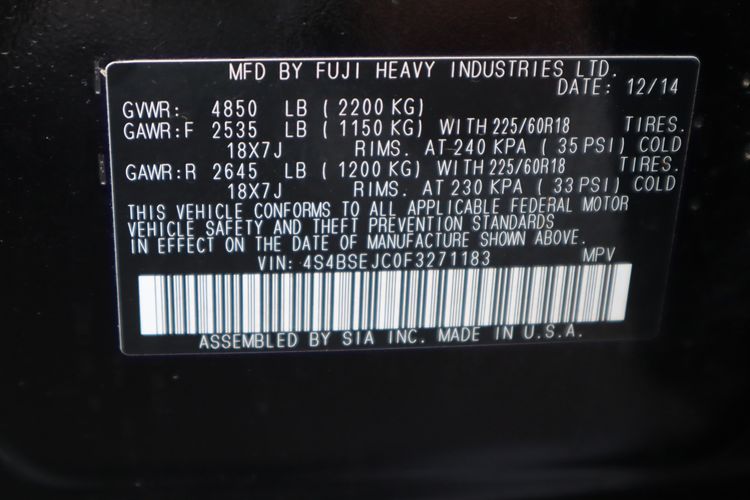 MFD BY FUJI HEAVY INDUSTRIES LTD.
DATE: 12/14
GVWR: 4850 LB (2200 KG)
GAWR:F 2535 LB (1150 KG) WITH 225/60R18 TIRES.
18X7J RIMS. AT 240 KPA (35 PSI) COLD
GAWR:R 2645 LB (1200 KG) WITH 225/60R18 TIRES.
18X7J RIMS. AT 230 KPA (33 PSI) COLD
THIS VEHICLE CONFORMS TO ALL APPLICABLE FEDERAL MOTOR
VEHICLE SAFETY AND THEFT PREVENTION STANDARDS
IN EFFECT ON THE DATE OF MANUFACTURE SHOWN ABOVE.
VIN: 4S4BSEJC0F3271183 MPV
ASSEMBLED BY SIA INC. MADE IN U.S.A.